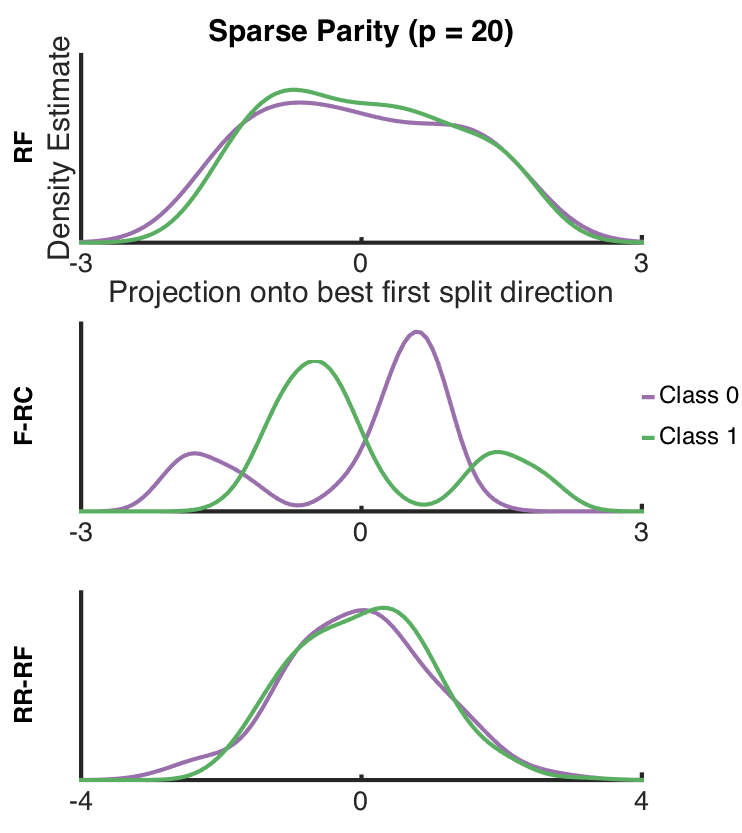 Sparse Parity (p = 20)
RF
Density Estimate
-3 0 3
Projection onto best first split direction
F-RC
Class 0
Class 1
-3 0 3
RR-RF
-4 0 4